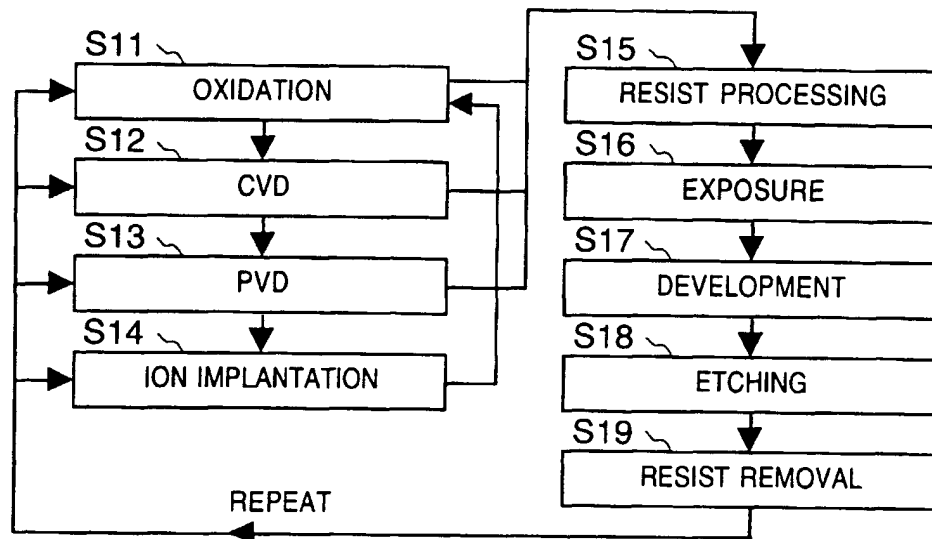 S11
OXIDATION
S12
CVD
S13
PVD
S14
ION IMPLANTATION
S15
RESIST PROCESSING
S16
EXPOSURE
S17
DEVELOPMENT
S18
ETCHING
S19
RESIST REMOVAL
REPEAT